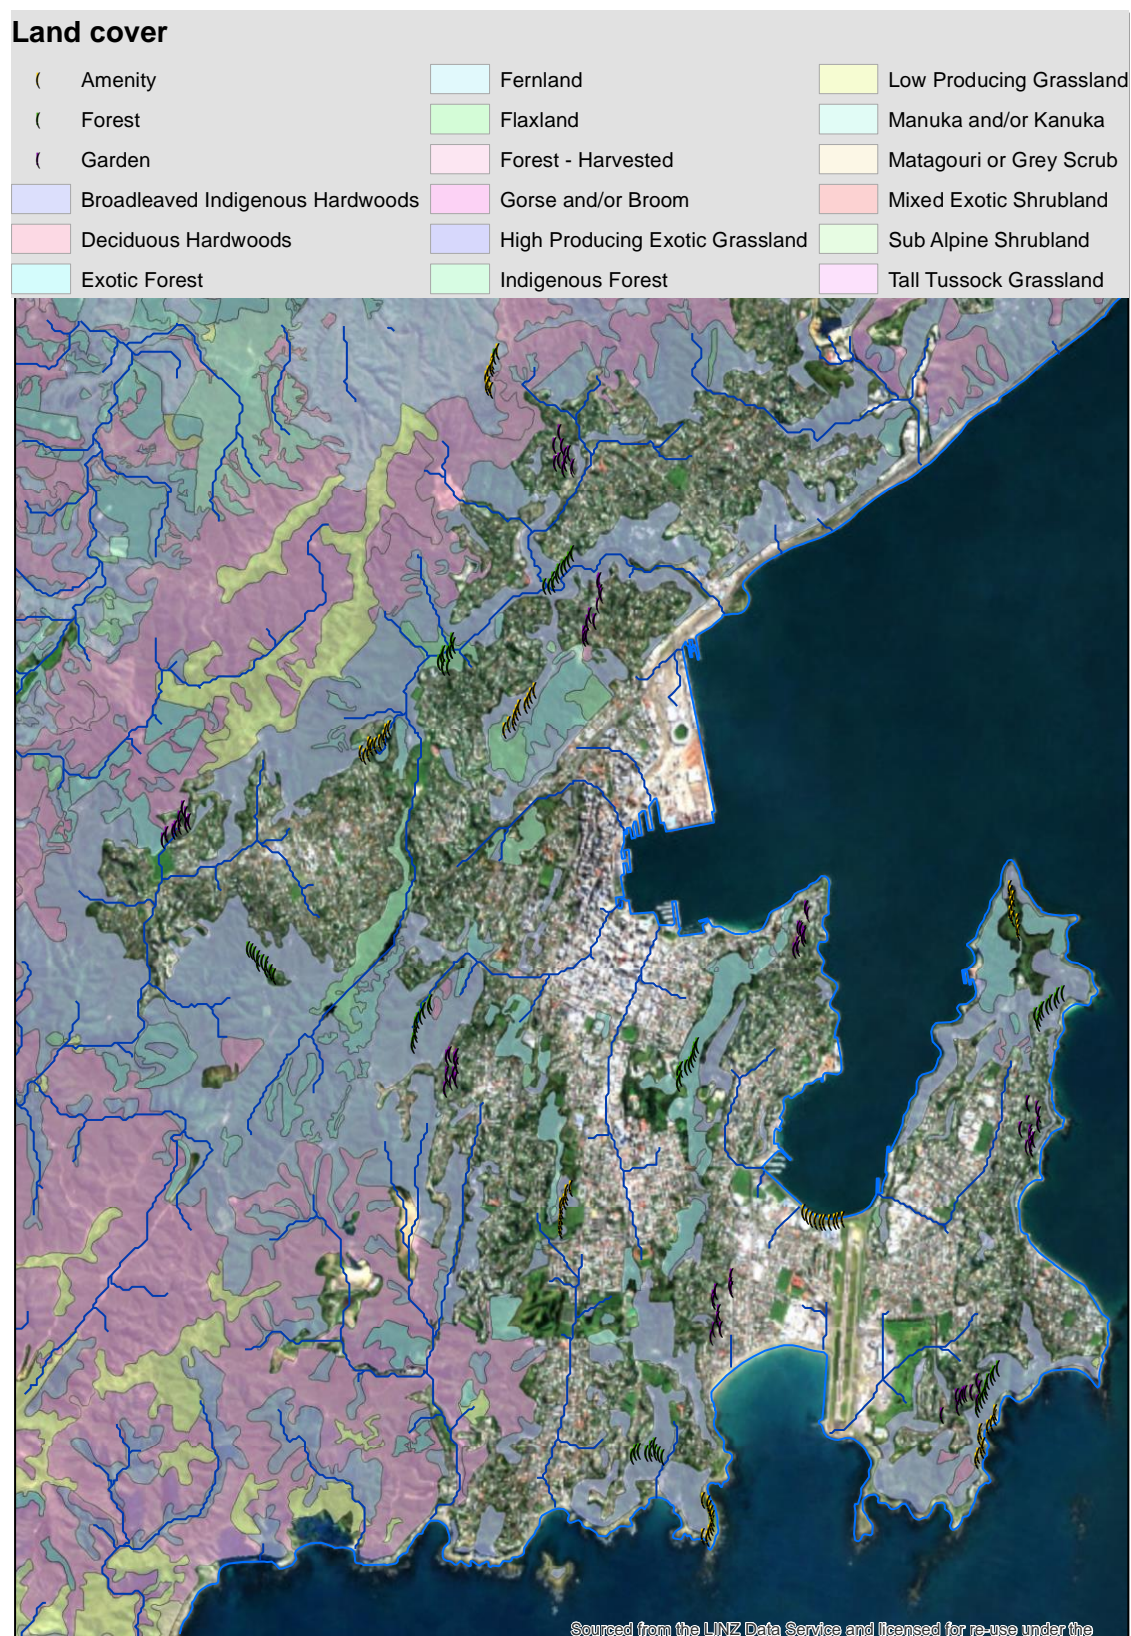 Land cover
Amenity
Forest
Garden
Broadleaved Indigenous Hardwoods
Deciduous Hardwoods
Exotic Forest
Fernland
Flaxland
Forest - Harvested
Gorse and/or Broom
High Producing Exotic Grassland
Indigenous Forest
Low Producing Grassland
Manuka and/or Kanuka
Matagouri or Grey Scrub
Mixed Exotic Shrubland
Sub Alpine Shrubland
Tall Tussock Grassland
Sourced from the LINZ Data Service and licensed for re-use under the